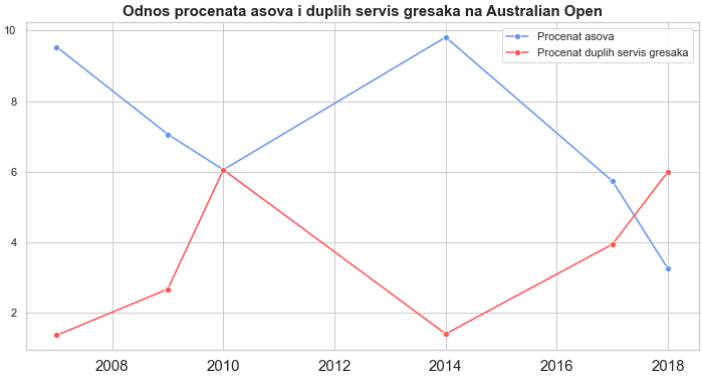 Odnos procenata asova i duplih servis gresaka na Australian Open
10
Procenat asova
Procenat duplih servis gresaka
8
6
4
2
2008 2010 2012 2014 2016 2018